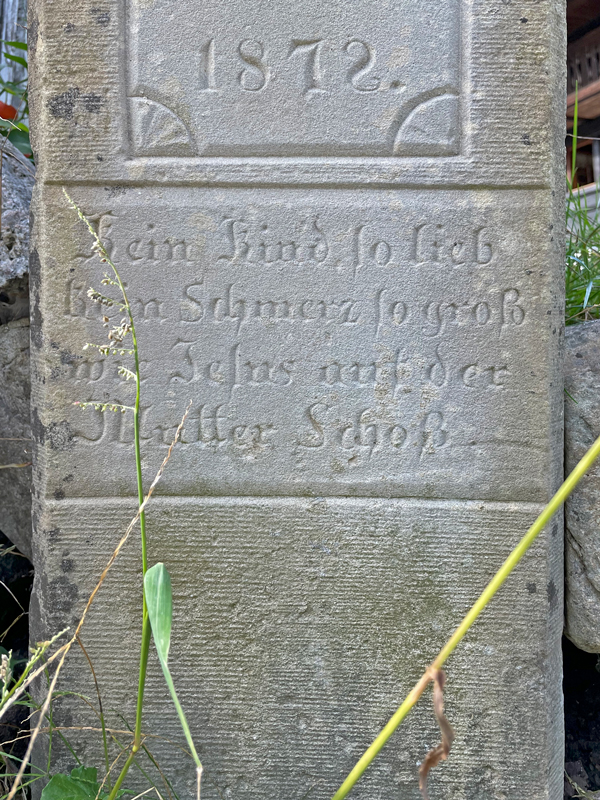 1872.
Kein Kind so lieb
kein Schmerz so groß
wie Jesus auf der
Mutter Schoß